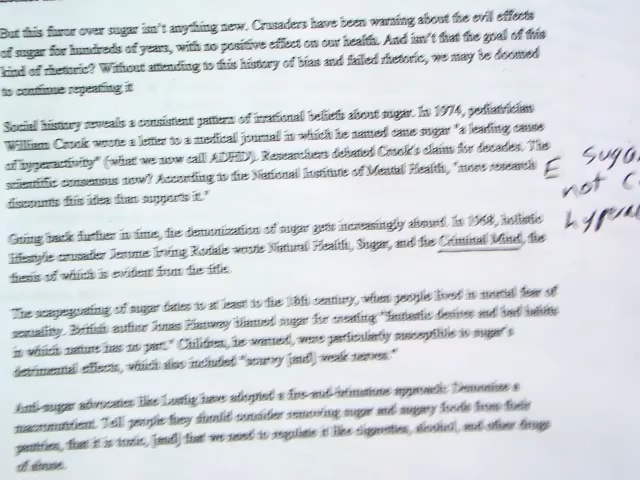 But this furor over sugar isn't anything new. Crusaders have been warning about the evil effects
of sugar for hundreds of years, with no positive effect on our health. And isn't that the goal of this
kind of rhetoric? Without attending to this history of bias and failed rhetoric, we may be doomed
to continue repeating it
Social history reveals a consistent pattern of irrational beliefs about sugar. In 1974, pediatrician
William Crook wrote a letter to a medical journal in which he named cane sugar "a leading cause
of hyperactivity" (what we now call ADHD). Researchers debated Crook's claim for decades. The
scientific consensus now? According to the National Institute of Mental Health, "more research
discounts this idea than supports it."
E sugar
not
hyperac
Going back further in time, the demonization of sugar gets increasingly absurd. In 1968, holistic
lifestyle crusader Jerome Irving Rodale wrote Natural Health, Sugar, and the Criminal Mind, the
thesis of which is evident from the title.
The scapegoating of sugar dates to at least to the 18th century, when people lived in mortal fear of
sexuality. British author Jonas Hanway blamed sugar for creating "fantastic desires and bad habits
in which nature has no part." Children, he warned, were particularly susceptible to sugar's
detrimental effects, which also included "scurvy [and] weak nerves."
Anti-sugar advocates like Lustig have adopted a fire-and-brimstone approach: Demonize a
macronutrient. Tell people they should consider removing sugar and sugary foods from their
pantries, that it is toxic, [and] that we need to regulate it like cigarettes, alcohol, and other drugs
of abuse.